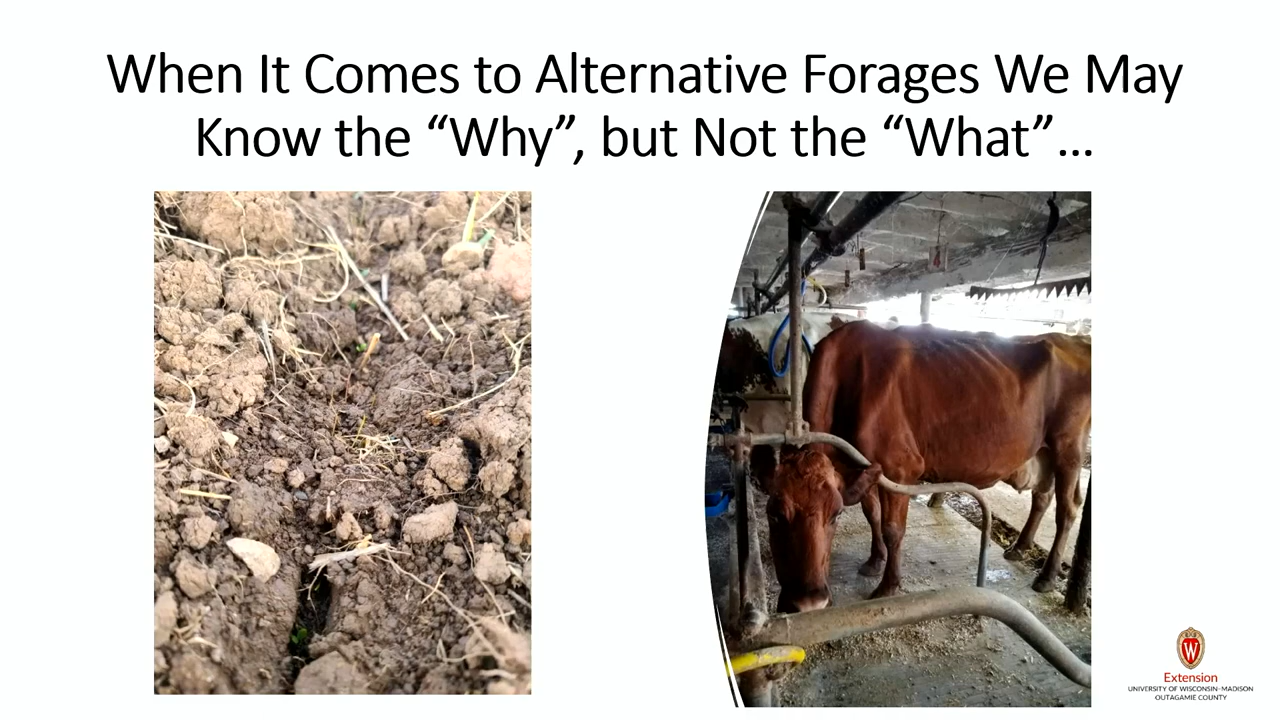 When It Comes to Alternative Forages We May
Know the “Why”, but Not the “What”…
W
Extension
UNIVERSITY OF WISCONSIN-MADISON
OUTAGAMIE COUNTY